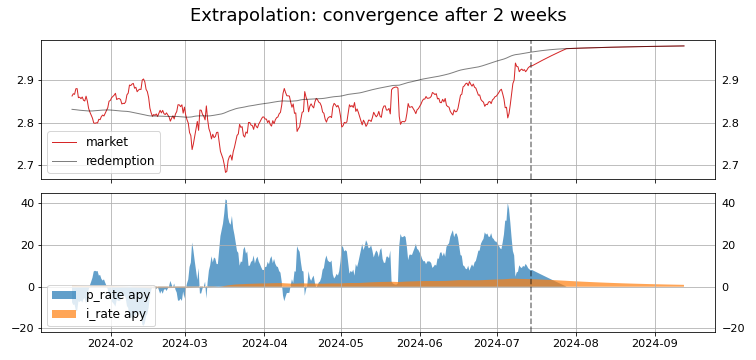 Extrapolation: convergence after 2 weeks
2.9 2.9
2.8 2.8
2.7 2.7
market
redemption
40 40
20 20
0 0
−20 −20
p_rate apy
i_rate apy
2024-02 2024-03 2024-04 2024-05 2024-06 2024-07 2024-08 2024-09